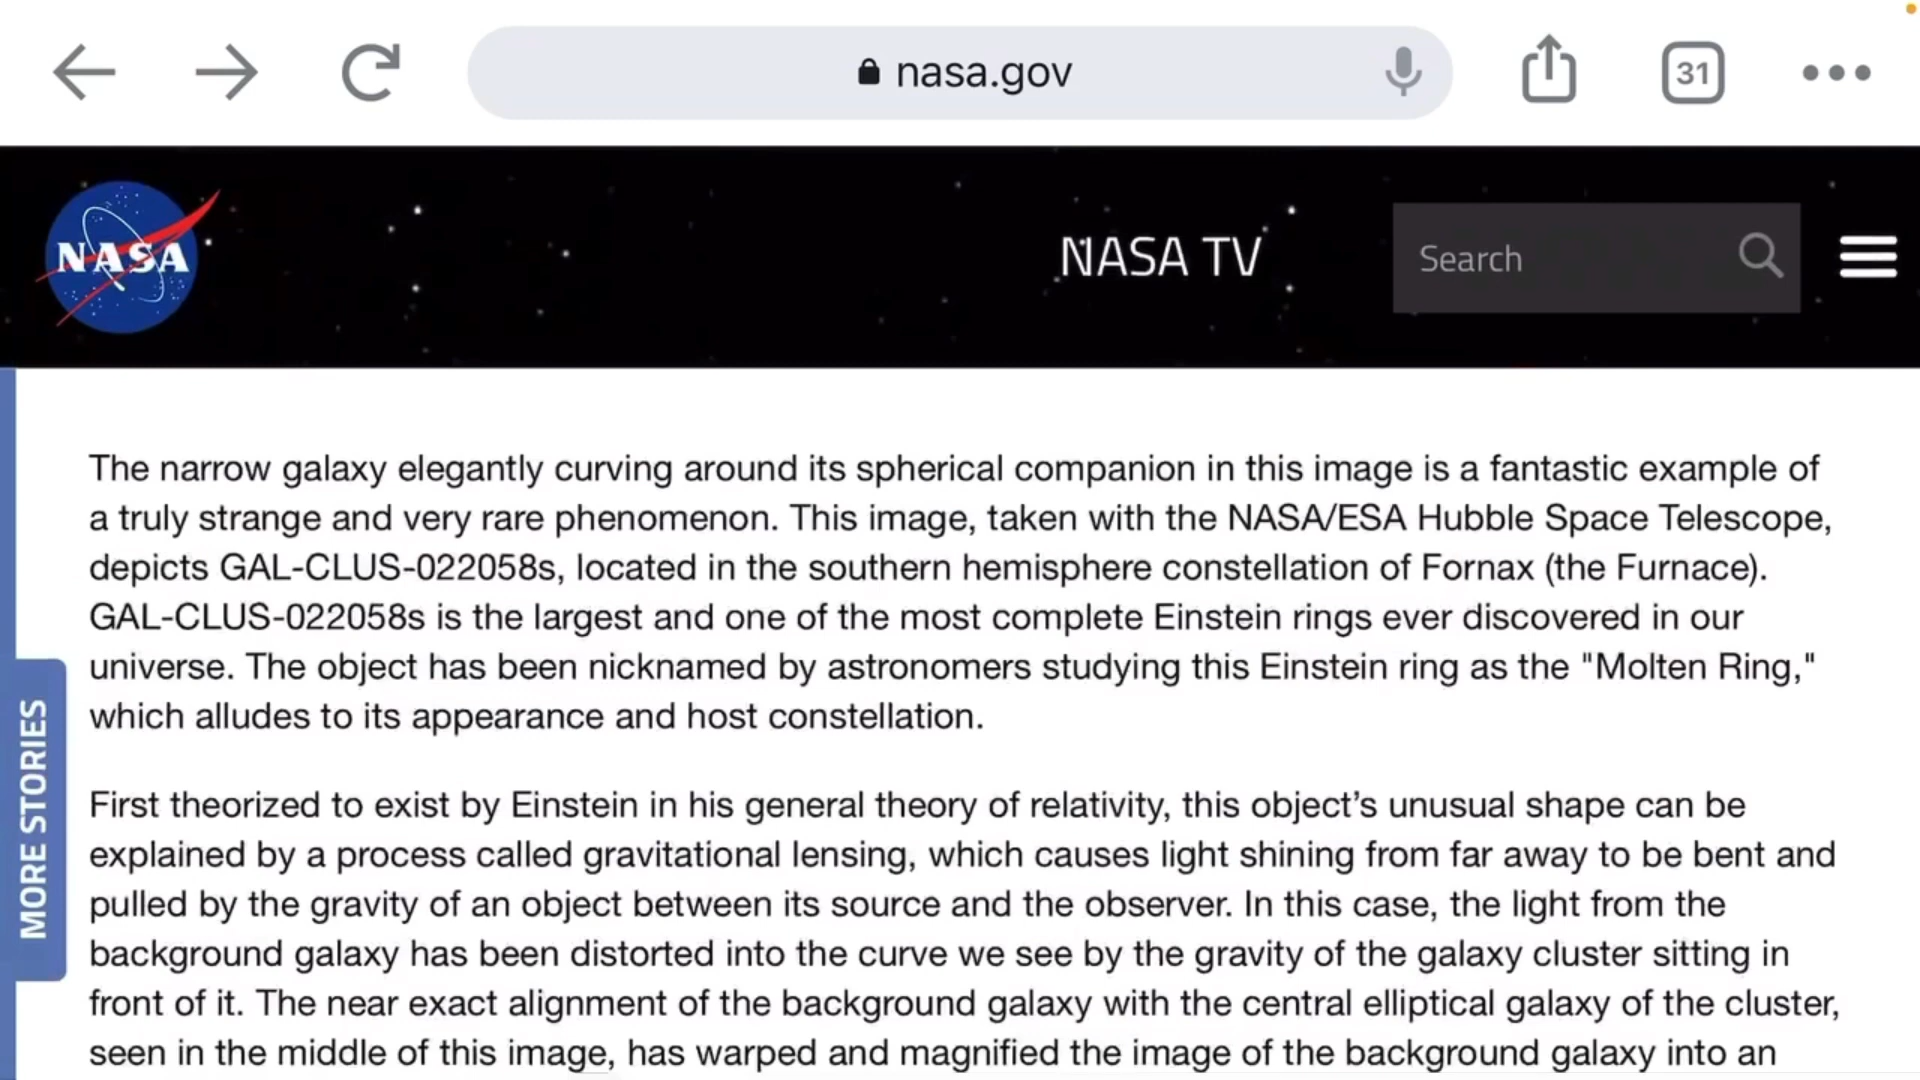 nasa.gov
31
NASA
NASA TV
Search
The narrow galaxy elegantly curving around its spherical companion in this image is a fantastic example of
a truly strange and very rare phenomenon. This image, taken with the NASA/ESA Hubble Space Telescope,
depicts GAL-CLUS-022058s, located in the southern hemisphere constellation of Fornax (the Furnace).
GAL-CLUS-022058s is the largest and one of the most complete Einstein rings ever discovered in our
universe. The object has been nicknamed by astronomers studying this Einstein ring as the "Molten Ring,"
which alludes to its appearance and host constellation.
MORE STORIES
First theorized to exist by Einstein in his general theory of relativity, this object’s unusual shape can be
explained by a process called gravitational lensing, which causes light shining from far away to be bent and
pulled by the gravity of an object between its source and the observer. In this case, the light from the
background galaxy has been distorted into the curve we see by the gravity of the galaxy cluster sitting in
front of it. The near exact alignment of the background galaxy with the central elliptical galaxy of the cluster,
seen in the middle of this image, has warped and magnified the image of the background galaxy into an